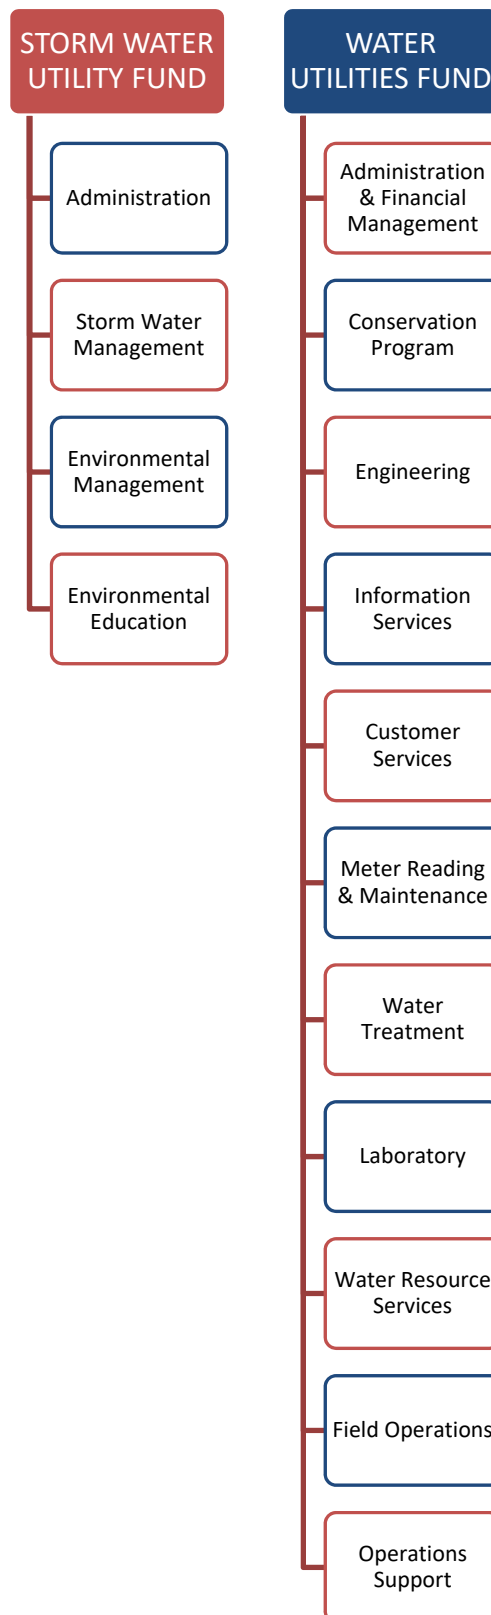 STORM WATER
UTILITY FUND
Administration
Storm Water
Management
Environmental
Management
Environmental
Education
WATER
UTILITIES FUND
Administration
& Financial
Management
Conservation
Program
Engineering
Information
Services
Customer
Services
Meter Reading
& Maintenance
Water
Treatment
Laboratory
Water Resource
Services
Field Operations
Operations
Support